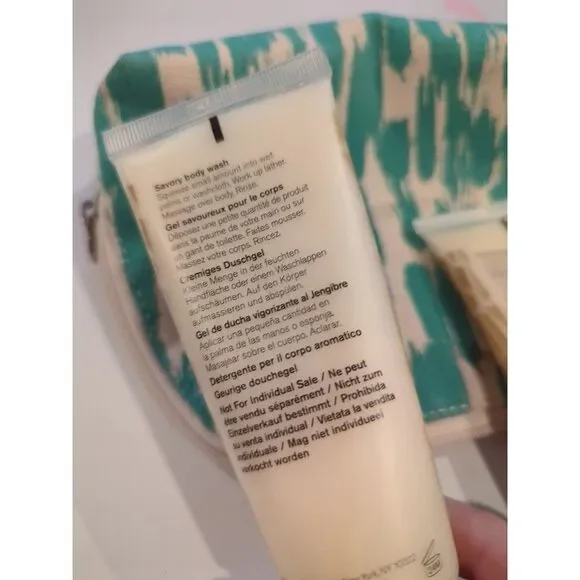 Savory body wash
Squeeze small amount into wet
palms or washcloth. Work up lather.
Massage over body. Rinse.
Gel savoureux pour le corps
Déposez une petite quantité de produit
dans la paume de votre main ou sur
un gant de toilette. Faites mousser.
Massez votre corps. Rincez.
Cremiges Duschgel
Kleine Menge in der feuchten
Handfläche oder einem Waschlappen
aufschäumen. Auf den Körper
aufmassieren und abspülen.
Gel de ducha vigorizante al Jengibre
Aplicar una pequeña cantidad en
la palma de las manos o esponja.
Masajear sobre el cuerpo. Aclarar.
Detergente per il corpo aromatico
Geurige douchegel
Not For Individual Sale / Ne peut
être vendu séparément / Nicht zum
Einzelverkauf bestimmt / Prohibida
su venta individual / Vietata la vendita
individuale / Mag niet individueel
verkocht worden
York, NY